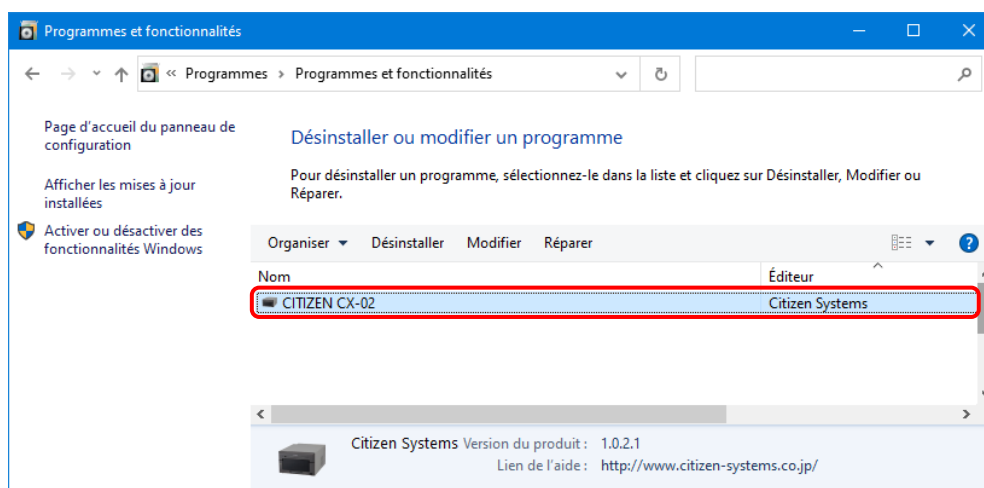 Programmes et fonctionnalités
« Programmes › Programmes et fonctionnalités
Page d'accueil du panneau de
configuration
Afficher les mises à jour
installées
Activer ou désactiver des
fonctionnalités Windows
Désinstaller ou modifier un programme
Pour désinstaller un programme, sélectionnez-le dans la liste et cliquez sur Désinstaller, Modifier ou
Réparer.
Organiser Désinstaller Modifier Réparer
Nom Éditeur
CITIZEN CX-02 Citizen Systems
Citizen Systems Version du produit : 1.0.2.1
Lien de l'aide : http://www.citizen-systems.co.jp/